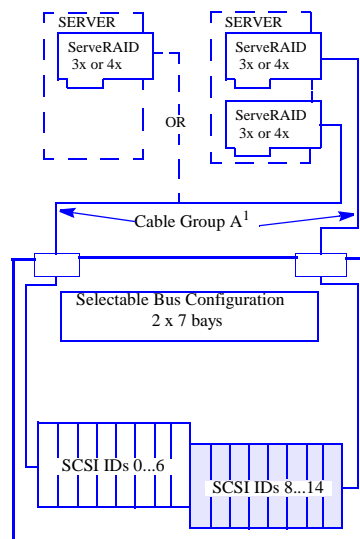 SERVER
ServeRAID
3x or 4x
SERVER
ServeRAID
3x or 4x
OR
ServeRAID
3x or 4x
Cable Group A¹
Selectable Bus Configuration
2 x 7 bays
SCSI IDs 0...6
SCSI IDs 8...14